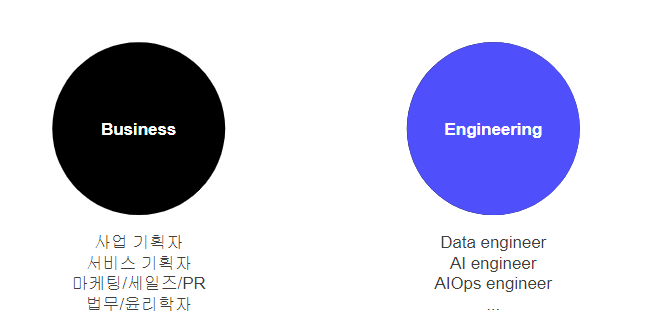 Business
Engineering
사업 기획자
서비스 기획자
마케팅/세일즈/PR
법무/윤리학자
Data engineer
AI engineer
AIOps engineer
...